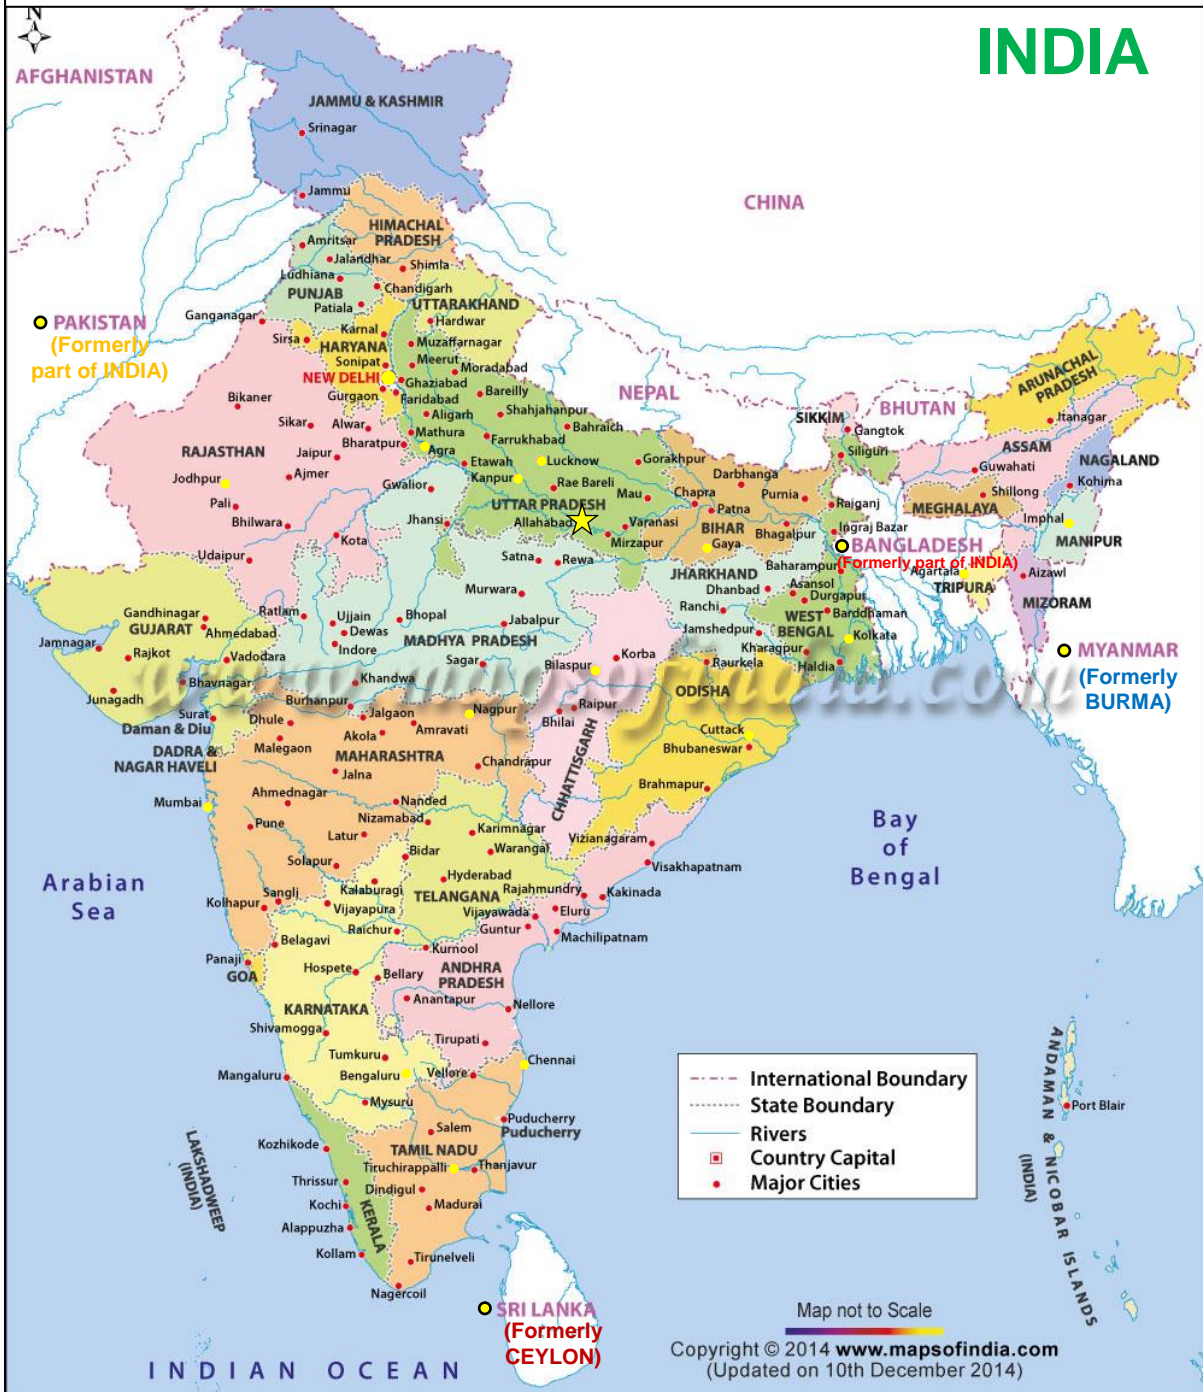 N
INDIA
AFGHANISTAN
JAMMU & KASHMIR
Srinagar
CHINA
Jammu
HIMACHAL
PRADESH
Amritsar
Jalandhar
Shimla
Ludhiana
Chandigarh
PUNJAB
Patiala
UTTARAKHAND
Ganganagar
PAKISTAN
(Formerly
part of INDIA)
Hardwar
Karnal
Sirsa
HARYANA
Muzaffarnagar
Sonipat
Meerut
Moradabad
NEW DELHI
Ghaziabad
Gurgaon
Faridabad
Bareilly
NEPAL
ARUNACHAL
PRADESH
Bikaner
Aligarh
Shahjahanpur
SIKKIM
BHUTAN
Itanagar
Sikar
Alwar
Mathura
Bahraich
Gangtok
Bharatpur
Farrukhabad
ASSAM
RAJASTHAN
Jaipur
Agra
Siliguri
Etawah
Lucknow
Gorakhpur
Guwahati
NAGALAND
Jodhpur
Ajmer
Kanpur
Darbhanga
Kohima
Gwalior
Rae Bareli
Mau
Chapra
Purnia
Shillong
Pali
UTTAR PRADESH
Patna
Rajganj
MEGHALAYA
Bhilwara
Jhansi
Allahabad
Varanasi
BIHAR
Bhagalpur
Ingraj Bazar
Imphal
Kota
Mirzapur
Gaya
BANGLADESH
MANIPUR
Udaipur
Satna
Rewa
Baharampur
(Formerly part of INDIA)
JHARKHAND
Agartala
Aizawl
Murwara
Dhanbad
Asansol
TRIPURA
Durgapur
MIZORAM
Gandhinagar
Ratlam
Ujjain
Bhopal
Ranchi
WEST
BENGAL
Barddhaman
GUJARAT
Ahmedabad
Dewas
Jabalpur
Jamshedpur
Kolkata
Jamnagar
Indore
MADHYA PRADESH
Kharagpur
MYANMAR
(Formerly
BURMA)
Rajkot
Vadodara
Sagar
Bilaspur
Korba
Raurkela
Haldia
www.mapsofindia.com
Bhavnagar
Khandwa
ODISHA
Junagadh
Burhanpur
Nagpur
Raipur
Surat
Dhule
Jalgaon
Amravati
Bhilai
Cuttack
Daman & Diu
Akola
Malegaon
Bhubaneswar
DADRA &
NAGAR HAVELI
MAHARASHTRA
Chandrapur
CHHATTISGARH
Jalna
Brahmapur
Mumbai
Ahmednagar
Nanded
Nizamabad
Pune
Latur
Karimnagar
Vizianagaram
Bay
of
Bengal
Bidar
Warangal
Solapur
Visakhapatnam
Arabian
Sea
Kalaburagi
Hyderabad
TELANGANA
Rajahmundry
Kakinada
Sangli
Kolhapur
Vijayapura
Vijayawada
Eluru
Raichur
Guntur
Machilipatnam
Belagavi
Kurnool
Panaji
GOA
Hospete
Bellary
ANDHRA
PRADESH
Anantapur
KARNATAKA
Nellore
Shivamogga
Tirupati
Tumkuru
Chennai
Mangaluru
Bengaluru
Vellore
Mysuru
Puducherry
Puducherry
Salem
Kozhikode
TAMIL NADU
Tiruchirappalli
Thanjavur
LAKSHADWEEP
(INDIA)
Thrissur
Dindigul
Kochi
KERALA
Madurai
Alappuzha
Kollam
Tirunelveli
Nagercoil
SRI LANKA
(Formerly
CEYLON)
INDIAN OCEAN
International Boundary
State Boundary
Rivers
Country Capital
Major Cities
Port Blair
ANDAMAN & NICOBAR ISLANDS
(INDIA)
Map not to Scale
Copyright © 2014 www.mapsofindia.com
(Updated on 10th December 2014)